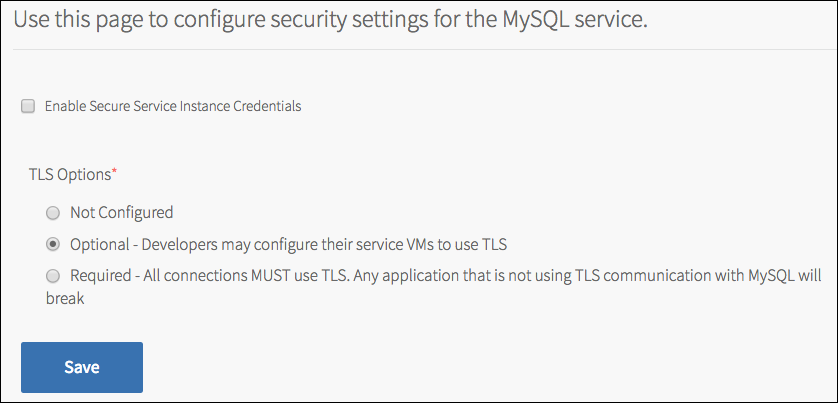 Use this page to configure security settings for the MySQL service.
Enable Secure Service Instance Credentials
TLS Options*
Not Configured
Optional - Developers may configure their service VMs to use TLS
Required - All connections MUST use TLS. Any application that is not using TLS communication with MySQL will
break
Save